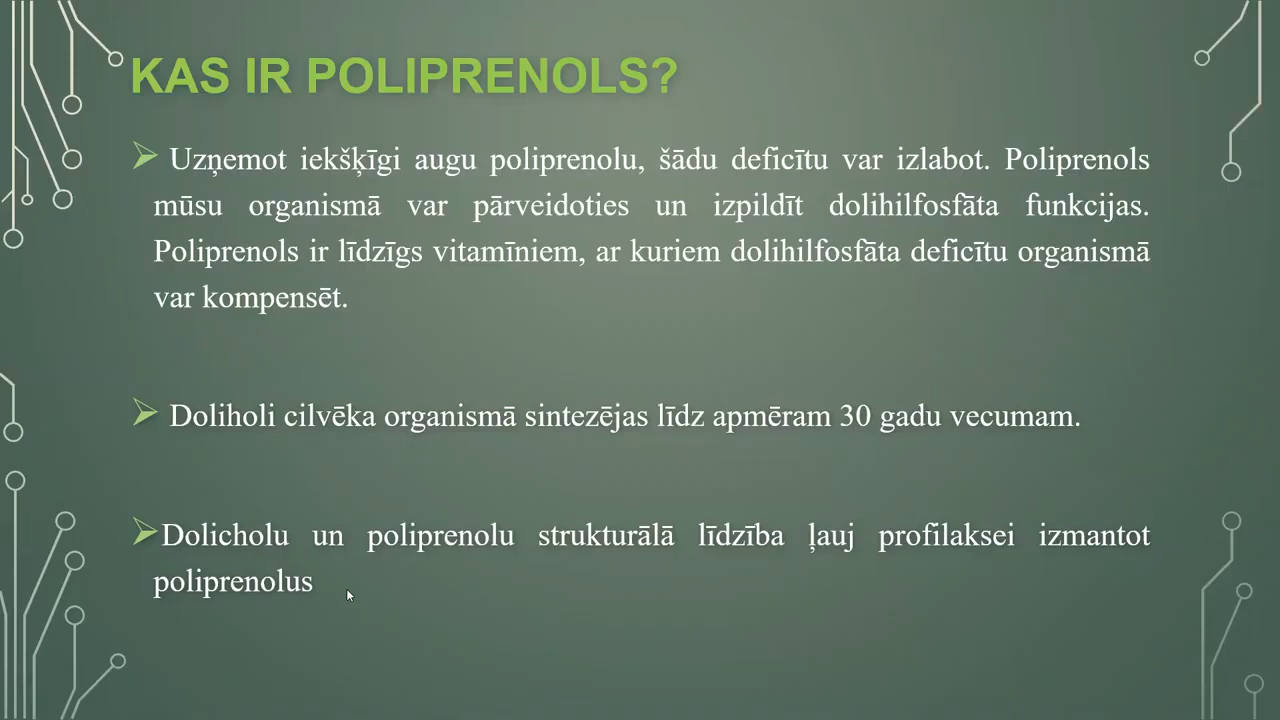 KAS IR POLIPRENOLS?
Uzņemot iekšķīgi augu poliprenolu, šādu deficītu var izlabot. Poliprenols
mūsu organismā var pārveidoties un izpildīt dolihilfosfāta funkcijas.
Poliprenols ir līdzīgs vitamīniem, ar kuriem dolihilfosfāta deficītu organismā
var kompensēt.
Doliholi cilvēka organismā sintezējas līdz apmēram 30 gadu vecumam.
Dolicholu un poliprenolu strukturālā līdzība ļauj profilaksei izmantot
poliprenolus